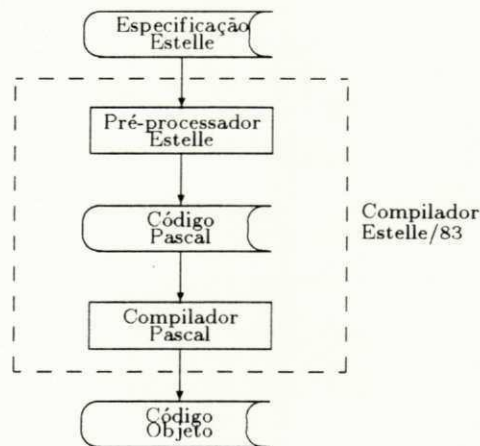 Especificação
Estelle
Pré-processador
Estelle
Código
Pascal
Compilador
Estelle/83
Compilador
Pascal
Código
Objeto